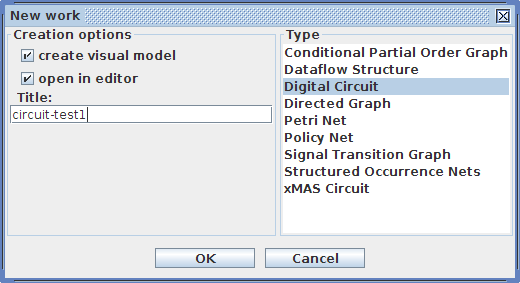 New work
Creation options
create visual model
open in editor
Title:
circuit-test1
Type
Conditional Partial Order Graph
Dataflow Structure
Digital Circuit
Directed Graph
Petri Net
Policy Net
Signal Transition Graph
Structured Occurrence Nets
xMAS Circuit
OK
Cancel